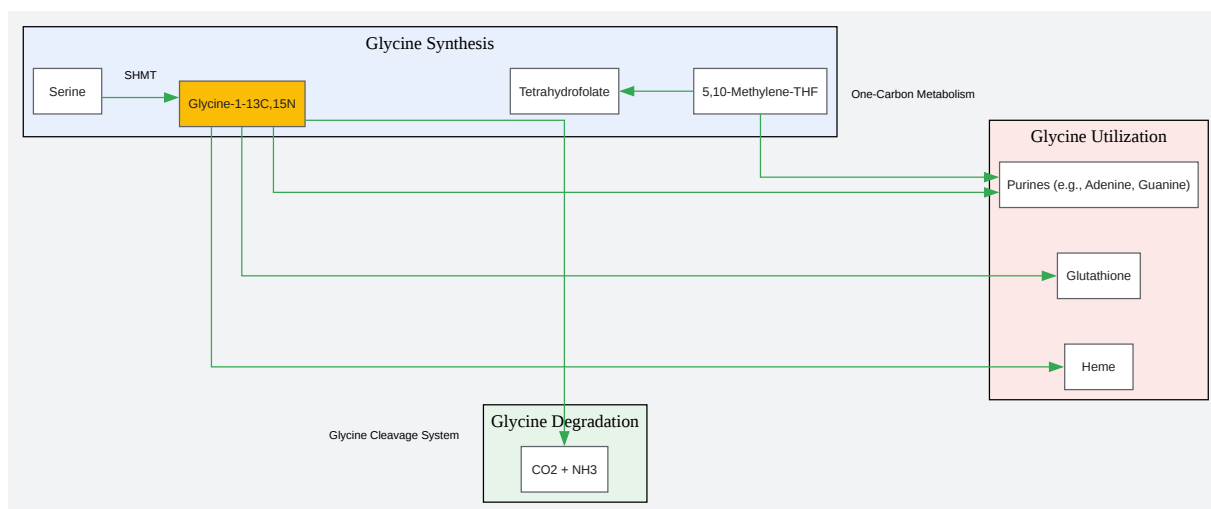 Glycine Synthesis
Serine
SHMT
Glycine-1-13C,15N
Tetrahydrofolate
5,10-Methylene-THF
One-Carbon Metabolism
Glycine Utilization
Purines (e.g., Adenine, Guanine)
Glutathione
Heme
Glycine Cleavage System
Glycine Degradation
CO2 + NH3